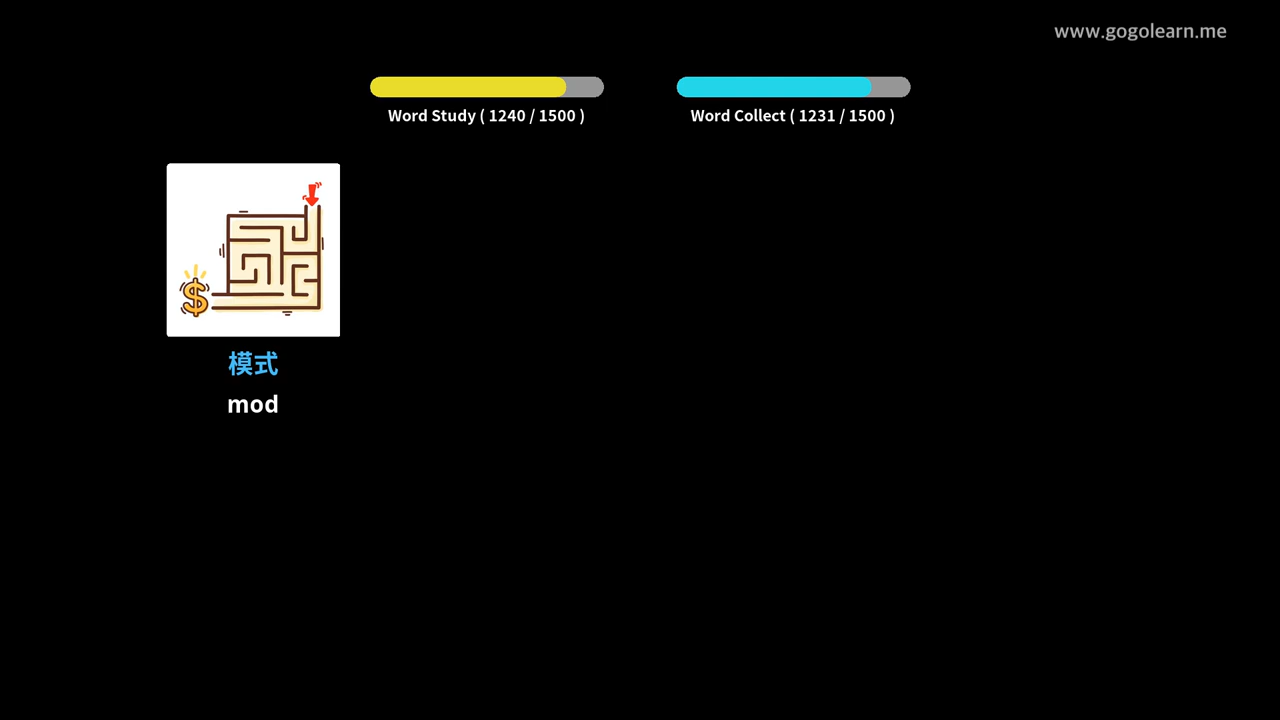 www.gogolearn.me
Word Study ( 1240 / 1500 )
Word Collect ( 1231 / 1500 )
$
模式
mod